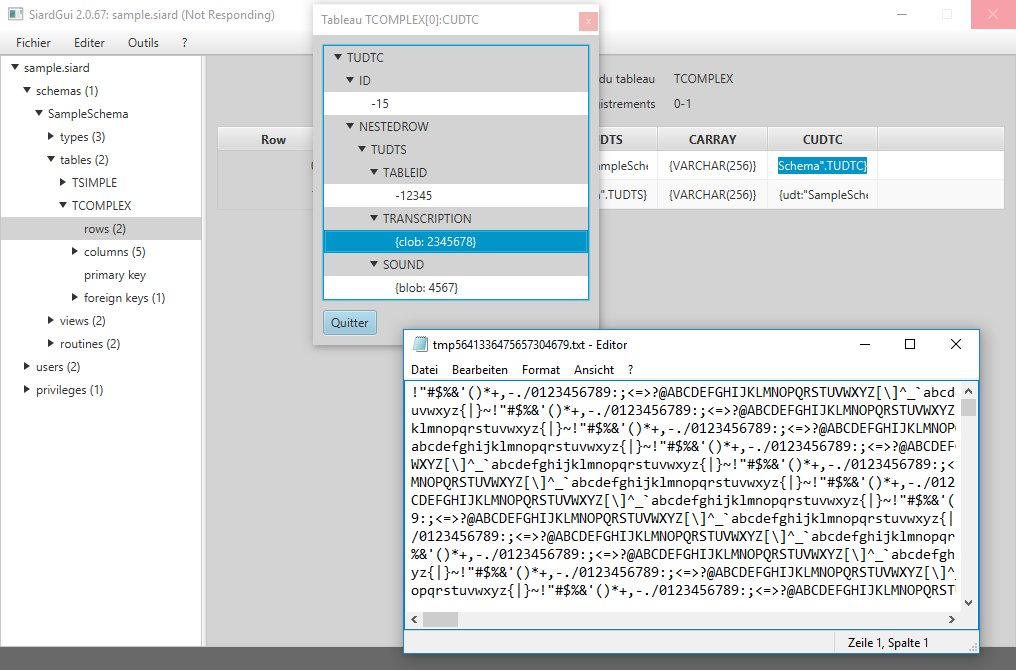 SiardGui 2.0.67: sample.siard (Not Responding)
Fichier Editer Outils ?
sample.siard
schemas (1)
SampleSchema
types (3)
tables (2)
TSIMPLE
TCOMPLEX
rows (2)
columns (5)
primary key
foreign keys (1)
views (2)
routines (2)
users (2)
privileges (1)
du tableau TCOMPLEX
istrements 0-1
Row DTS CARRAY CUDTC
ampleSche {VARCHAR(256)} Schema".TUDTC}
".TUDTS} {VARCHAR(256)} {udt:"SampleSche
Tableau TCOMPLEX[0]:CUDTC
TUDTC
ID
-15
NESTEDROW
TUDTS
TABLEID
-12345
TRANSCRIPTION
{clob: 2345678}
SOUND
{blob: 4567}
Quitter
tmp5641336475657304679.txt - Editor
Datei Bearbeiten Format Ansicht ?
!"#$%&'()*+,-./0123456789:;<=>?@ABCDEFGHIJKLMNOPQRSTUVWXYZ[\]^_`abcd
uvwxyz{|}~!"#$%&'()*+,-./0123456789:;<=>?@ABCDEFGHIJKLMNOPQRSTUVWXYZ
klmnopqrstuvwxyz{|}~!"#$%&'()*+,-./0123456789:;<=>?@ABCDEFGHIJKLMNOP
abcdefghijklmnopqrstuvwxyz{|}~!"#$%&'()*+,-./0123456789:;<=>?@ABCDEF
WXYZ[\]^_`abcdefghijklmnopqrstuvwxyz{|}~!"#$%&'()*+,-./0123456789:;<
MNOPQRSTUVWXYZ[\]^_`abcdefghijklmnopqrstuvwxyz{|}~!"#$%&'()*+,-./012
CDEFGHIJKLMNOPQRSTUVWXYZ[\]^_`abcdefghijklmnopqrstuvwxyz{|}~!"#$%&'(
9:;<=>?@ABCDEFGHIJKLMNOPQRSTUVWXYZ[\]^_`abcdefghijklmnopqrstuvwxyz{|
/0123456789:;<=>?@ABCDEFGHIJKLMNOPQRSTUVWXYZ[\]^_`abcdefghijklmnopqr
%&'()*+,-./0123456789:;<=>?@ABCDEFGHIJKLMNOPQRSTUVWXYZ[\]^_`abcdefgh
yz{|}~!"#$%&'()*+,-./0123456789:;<=>?@ABCDEFGHIJKLMNOPQRSTUVWXYZ[\]^_
opqrstuvwxyz{|}~!"#$%&'()*+,-./0123456789:;<=>?@ABCDEFGHIJKLMNOPQRST
Zeile 1, Spalte 1